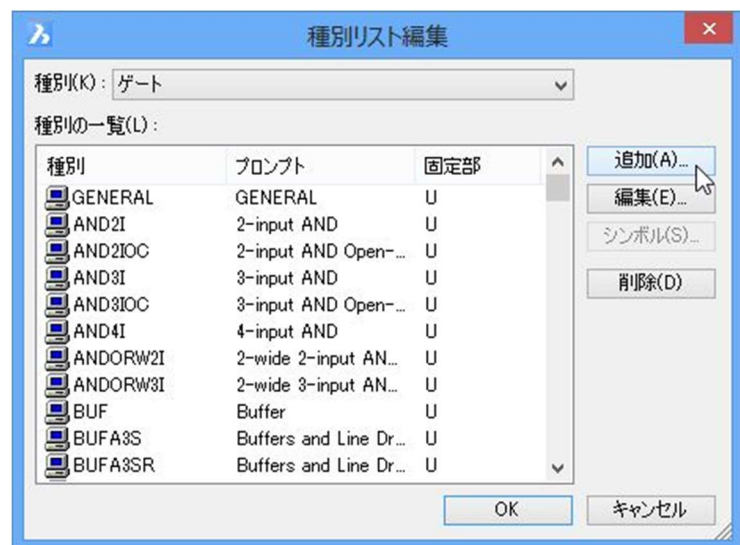 種別リスト編集
種別(K)： ゲート
種別の一覧(L)：
種別 プロンプト 固定部
GENERAL GENERAL U
AND2I 2-input AND U
AND2IOC 2-input AND Open-... U
AND3I 3-input AND U
AND3IOC 3-input AND Open-... U
AND4I 4-input AND U
ANDORW2I 2-wide 2-input AN... U
ANDORW3I 2-wide 3-input AN... U
BUF Buffer U
BUFA3S Buffers and Line Dr... U
BUFA3SR Buffers and Line Dr... U
追加(A)...
編集(E)...
シンボル(S)...
削除(D)
OK キャンセル